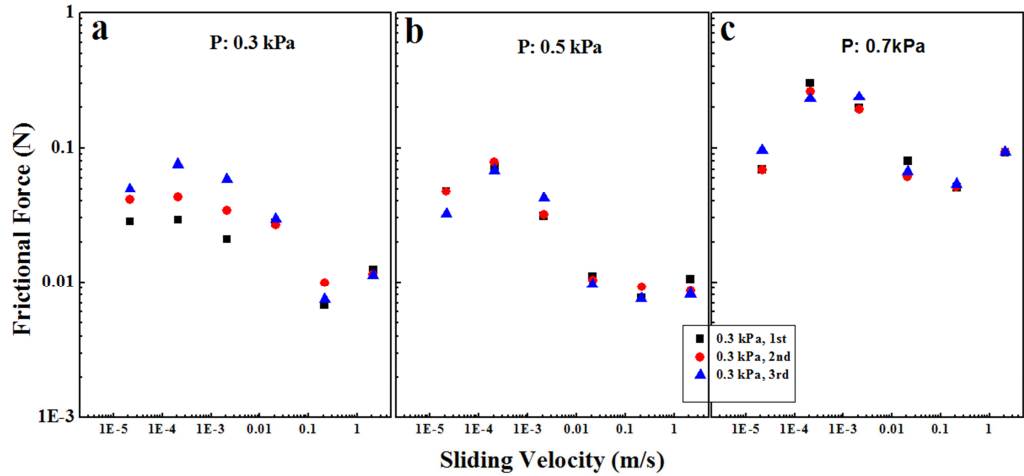 a
P: 0.3 kPa
b
P: 0.5 kPa
c
P: 0.7kPa
Frictional Force (N)
1
0.1
0.01
1E-3
0.3 kPa, 1st
0.3 kPa, 2nd
0.3 kPa, 3rd
1E-5 1E-4 1E-3 0.01 0.1 1
1E-5 1E-4 1E-3 0.01 0.1 1
1E-5 1E-4 1E-3 0.01 0.1 1
Sliding Velocity (m/s)